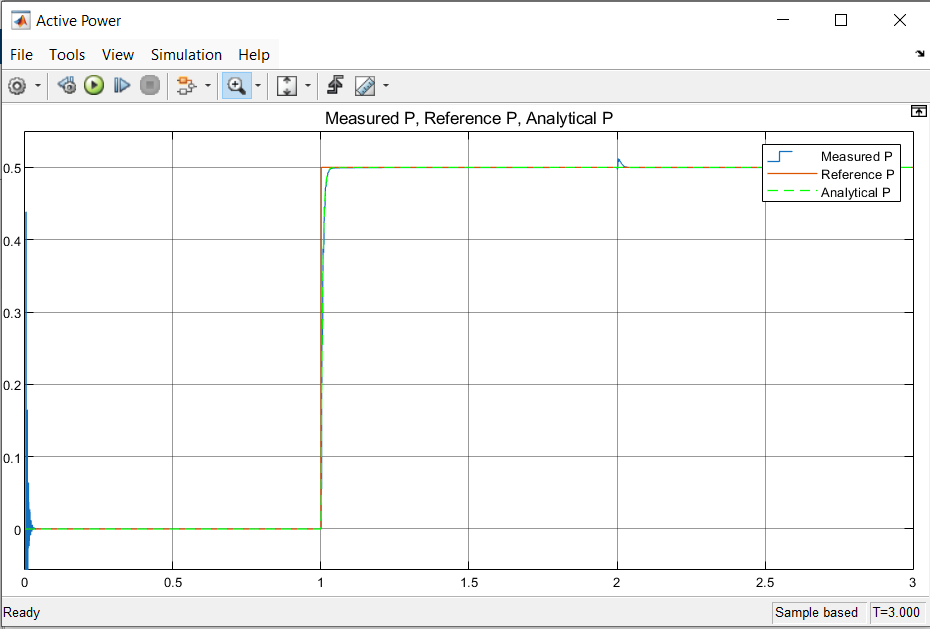 Active Power
File Tools View Simulation Help
Measured P, Reference P, Analytical P
Measured P
Reference P
Analytical P
0.5
0.4
0.3
0.2
0.1
0
0 0.5 1 1.5 2 2.5 3
Ready Sample based T=3.000